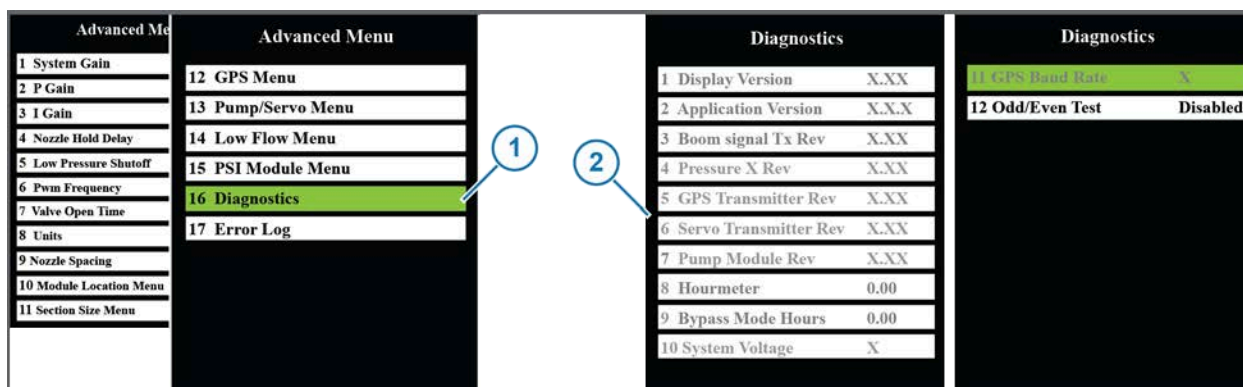 Advanced Me
1 System Gain
2 P Gain
3 I Gain
4 Nozzle Hold Delay
5 Low Pressure Shutoff
6 Pwm Frequency
7 Valve Open Time
8 Units
9 Nozzle Spacing
10 Module Location Menu
11 Section Size Menu
Advanced Menu
12 GPS Menu
13 Pump/Servo Menu
14 Low Flow Menu
15 PSI Module Menu
16 Diagnostics
17 Error Log
1
2
Diagnostics
1 Display Version X.XX
2 Application Version X.X.X
3 Boom signal Tx Rev X.XX
4 Pressure X Rev X.XX
5 GPS Transmitter Rev X.XX
6 Servo Transmitter Rev X.XX
7 Pump Module Rev X.XX
8 Hourmeter 0.00
9 Bypass Mode Hours 0.00
10 System Voltage X
Diagnostics
11 GPS Baud Rate X
12 Odd/Even Test Disabled